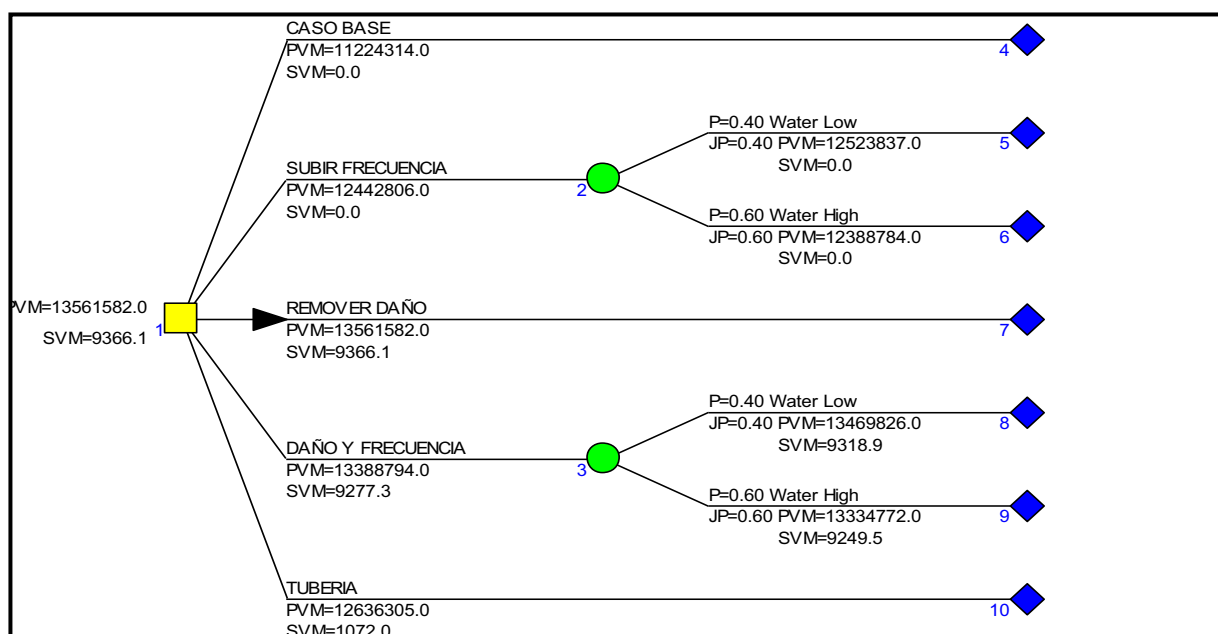 CASO BASE
PVM=11224314.0
SVM=0.0
4
P=0.40 Water Low
JP=0.40 PVM=12523837.0
SVM=0.0
5
SUBIR FRECUENCIA
PVM=12442806.0
SVM=0.0
2
P=0.60 Water High
JP=0.60 PVM=12388784.0
SVM=0.0
6
PVM=13561582.0
SVM=9366.1
1
REMOVER DAÑO
PVM=13561582.0
SVM=9366.1
7
P=0.40 Water Low
JP=0.40 PVM=13469826.0
SVM=9318.9
8
DAÑO Y FRECUENCIA
PVM=13388794.0
SVM=9277.3
3
P=0.60 Water High
JP=0.60 PVM=13334772.0
SVM=9249.5
9
TUBERIA
PVM=12636305.0
SVM=1072.0
10